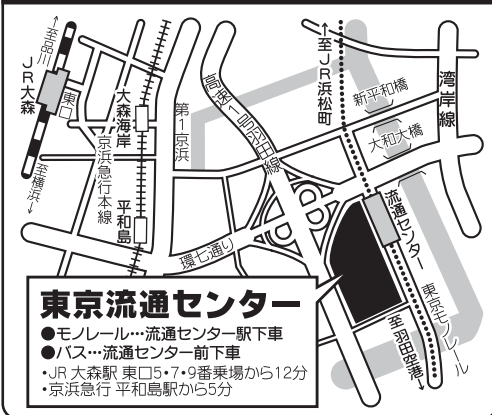 ←至品川
JR大森
東口
至横浜→
大森海岸
京浜急行本線
平和島
第1京浜
高速1号羽田線
←至JR浜松町
新平和橋
大和大橋
湾岸線
環七通り
流通センター
東京モノレール
至羽田空港→
東京流通センター
●モノレール…流通センター駅下車
●バス…流通センター前下車
・JR 大森駅 東口5・7・9番乗場から12分
・京浜急行 平和島駅から5分